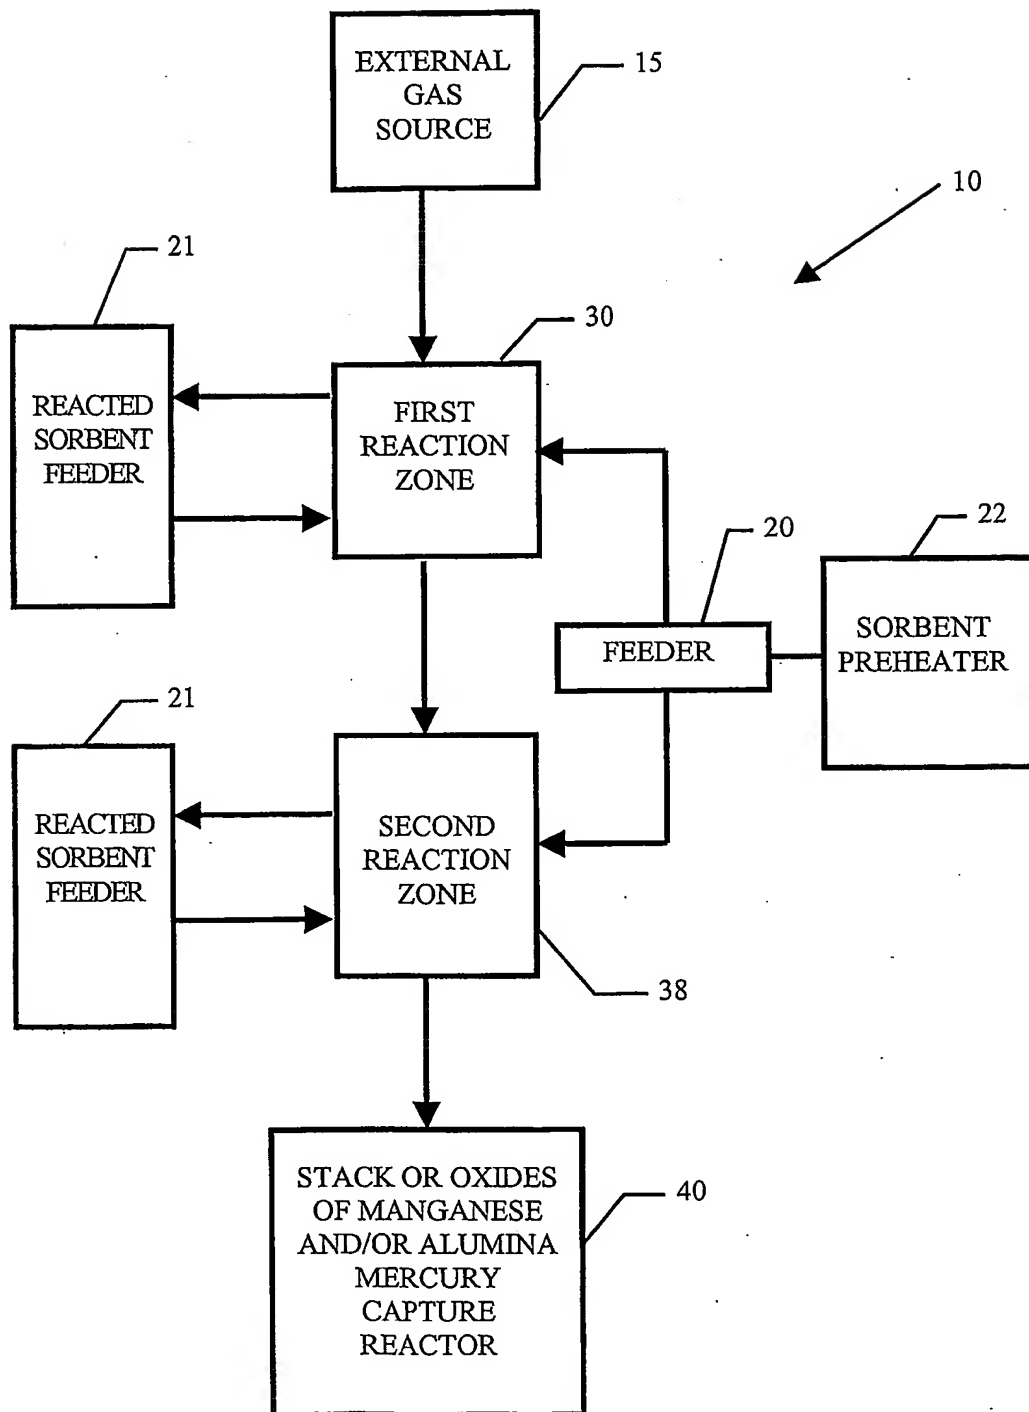 EXTERNAL
GAS
SOURCE
15
10
21
30
REACTED
SORBENT
FEEDER
FIRST
REACTION
ZONE
20
22
FEEDER
SORBENT
PREHEATER
21
REACTED
SORBENT
FEEDER
SECOND
REACTION
ZONE
38
STACK OR OXIDES
OF MANGANESE
AND/OR ALUMINA
MERCURY
CAPTURE
REACTOR
40